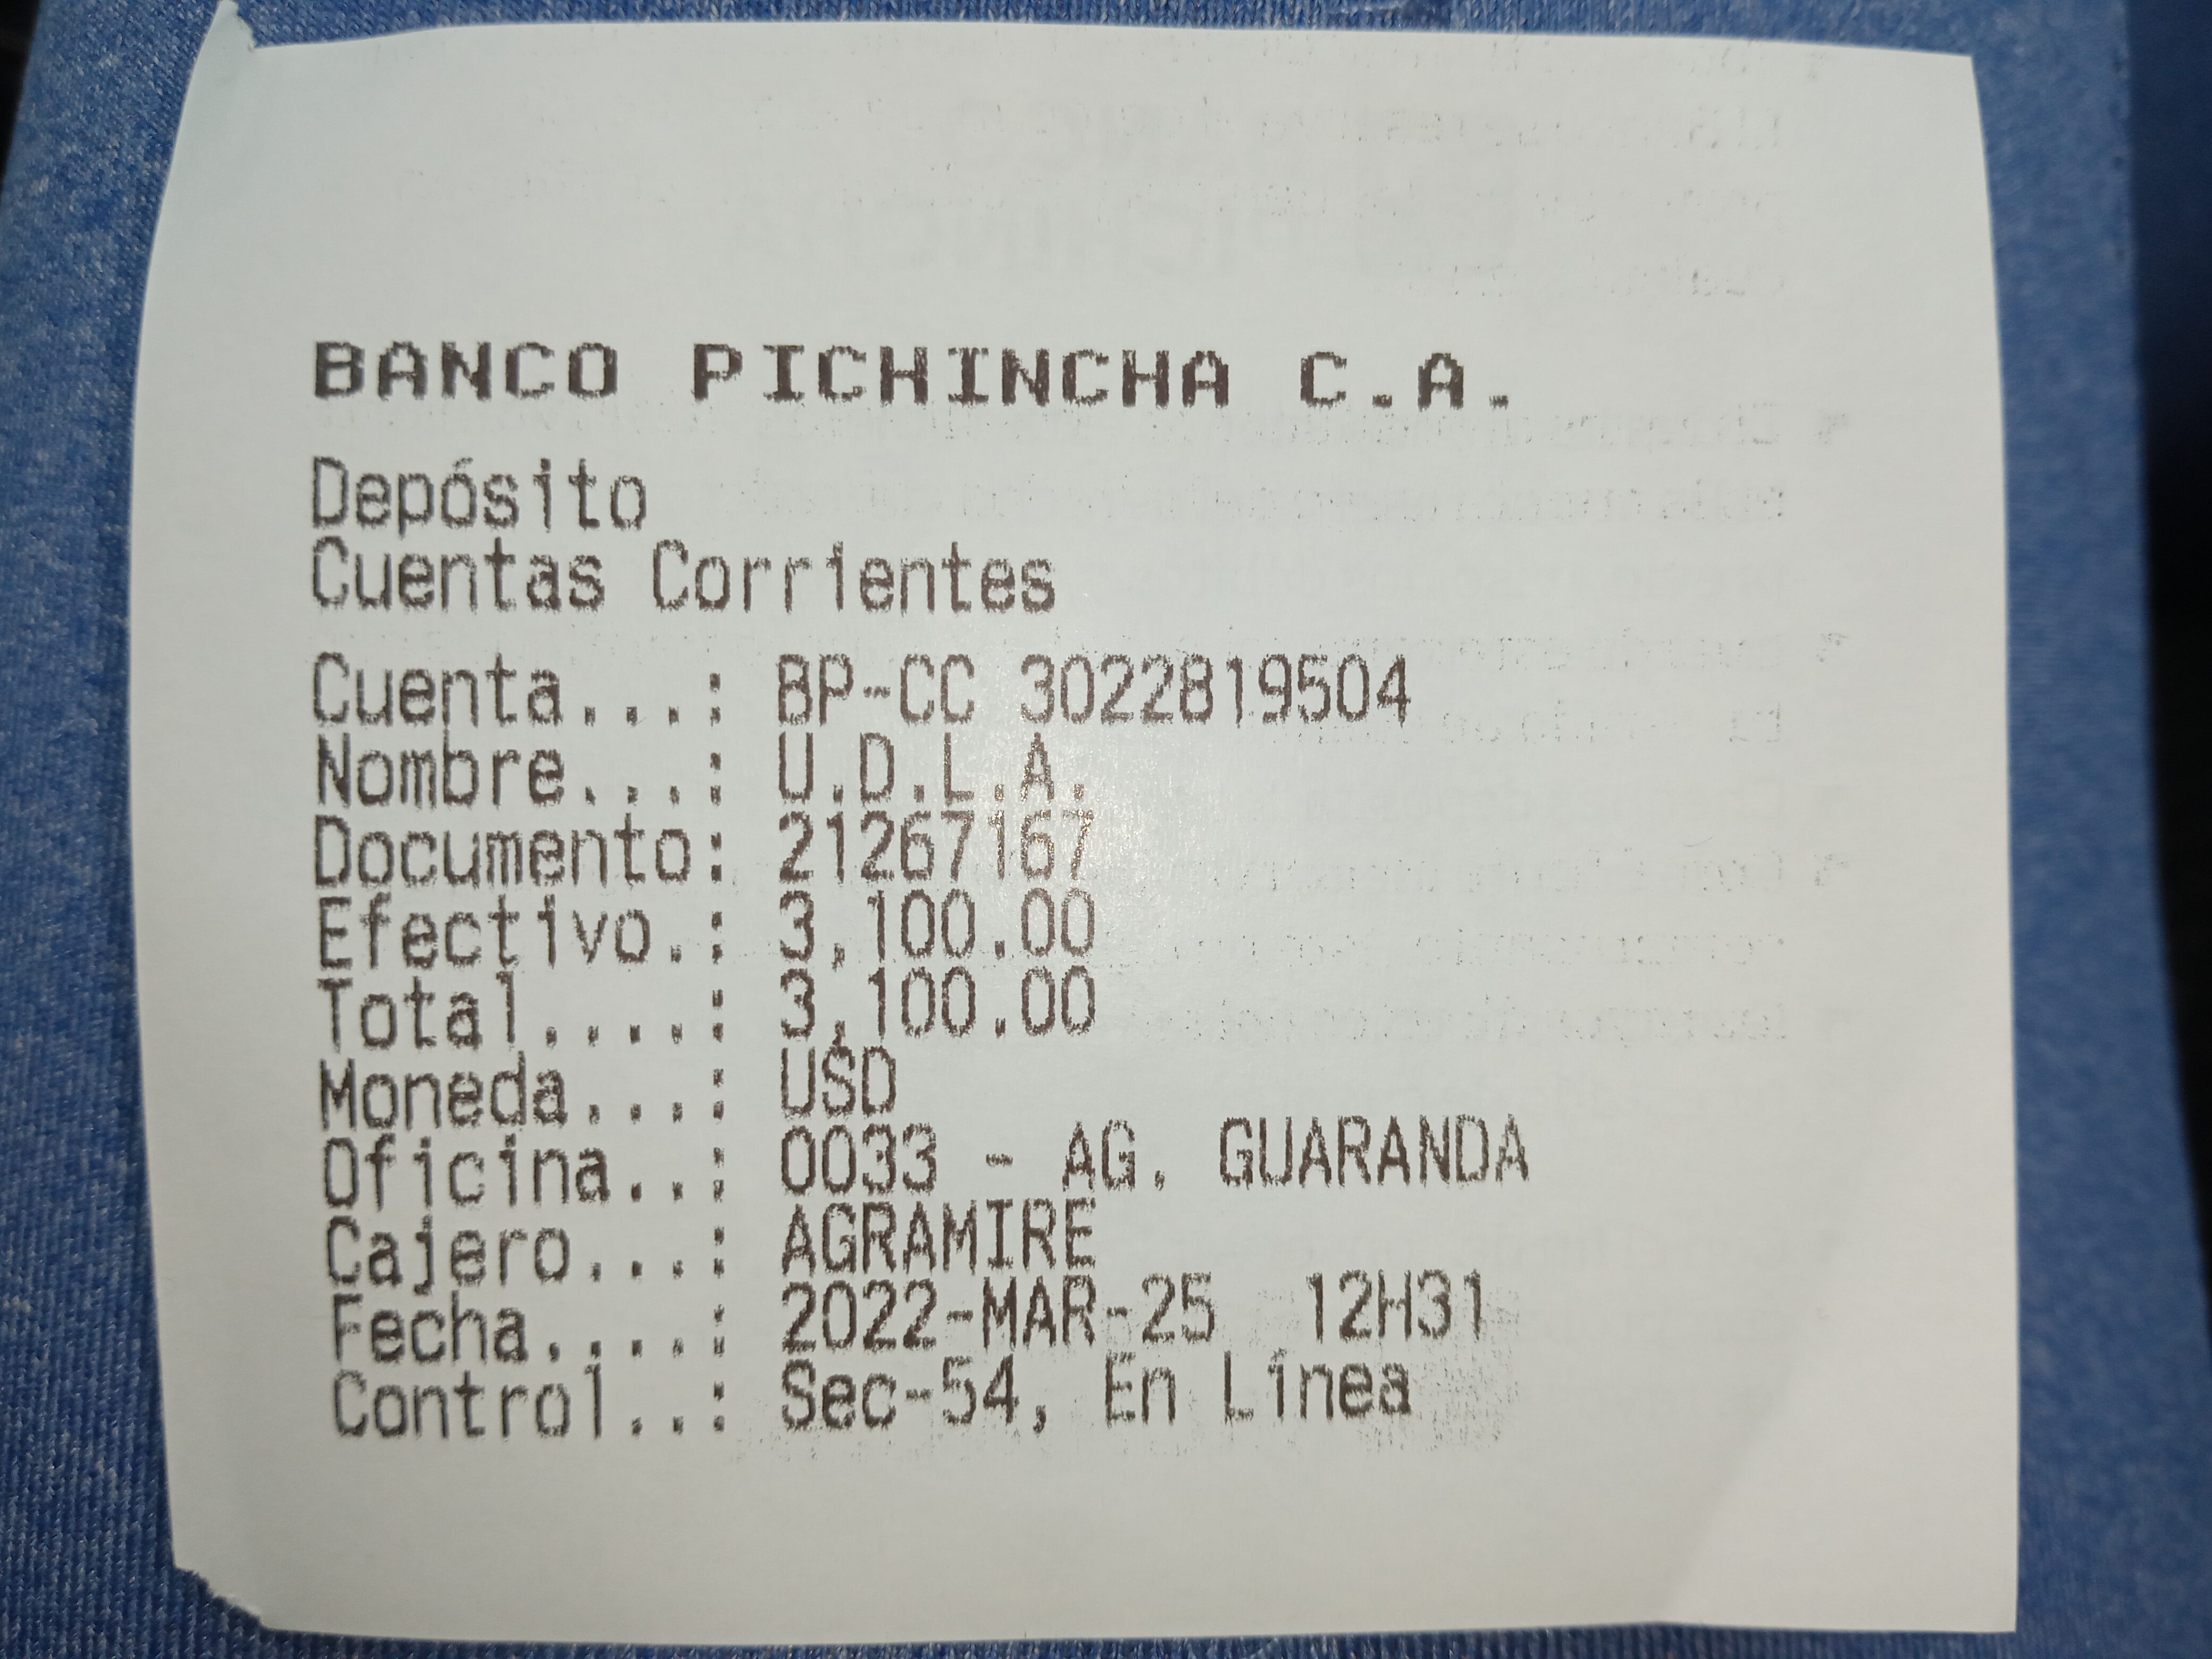 BANCO PICHINCHA C.A.
Depósito
Cuentas Corrientes
Cuenta...: BP-CC 3022819504
Nombre...: U.D.L.A.
Documento: 21267167
Efectivo.: 3,100.00
Total....: 3,100.00
Moneda...: USD
Oficina..: 0033 - AG. GUARANDA
Cajero...: AGRAMIRE
Fecha....: 2022-MAR-25 12H31
Control..: Sec-54, En Línea